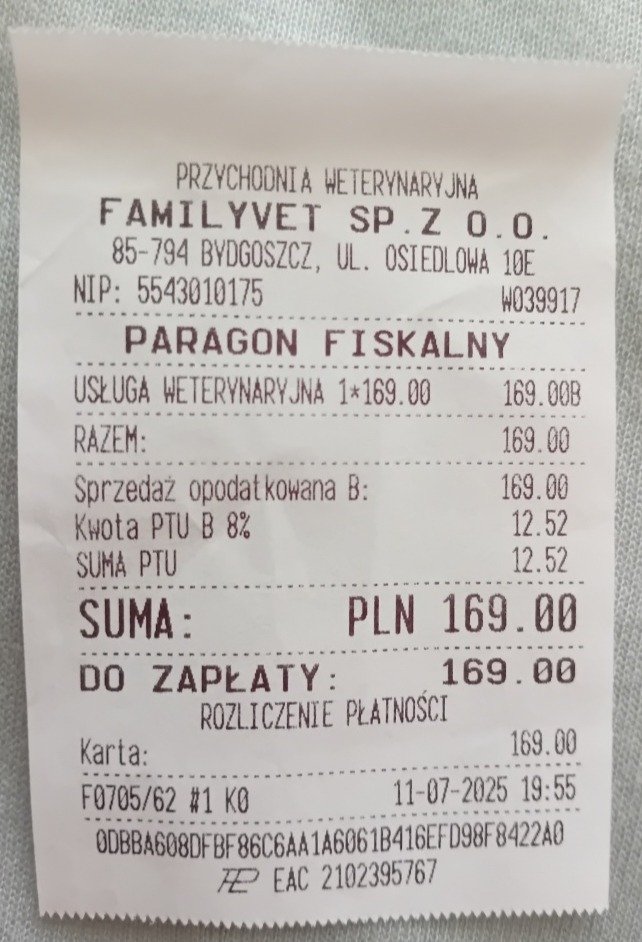 PRZYCHODNIA WETERYNARYJNA
FAMILYVET SP.Z O.O.
85-794 BYDGOSZCZ, UL. OSIEDLOWA 10E
NIP: 5543010175 W039917
PARAGON FISKALNY
USŁUGA WETERYNARYJNA 1*169.00 169.00B
RAZEM: 169.00
Sprzedaż opodatkowana B: 169.00
Kwota PTU B 8% 12.52
SUMA PTU 12.52
SUMA: PLN 169.00
DO ZAPŁATY: 169.00
ROZLICZENIE PŁATNOŚCI
Karta: 169.00
F0705/62 #1 K0 11-07-2025 19:55
0DBBA608DFBF86C6AA1A6061B416EFD98F8422A0
EAC 2102395767